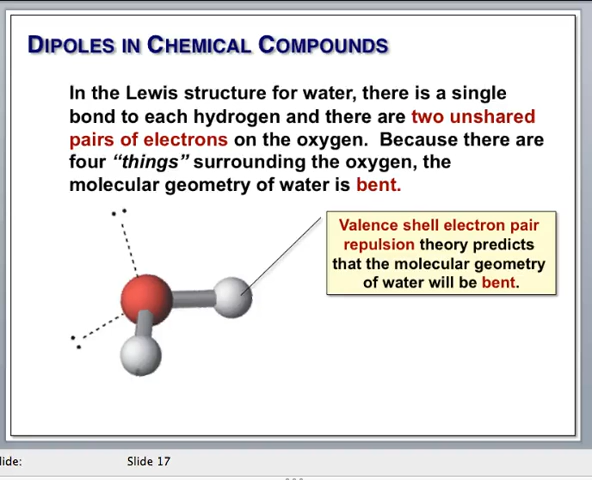 DIPOLES IN CHEMICAL COMPOUNDS
In the Lewis structure for water, there is a single
bond to each hydrogen and there are two unshared
pairs of electrons on the oxygen. Because there are
four “things” surrounding the oxygen, the
molecular geometry of water is bent.
Valence shell electron pair
repulsion theory predicts
that the molecular geometry
of water will be bent.
lide:
Slide 17